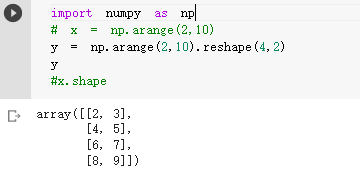 import numpy as np
# x = np.arange(2,10)
y = np.arange(2,10).reshape(4,2)
y
#x.shape
array([[2, 3],
[4, 5],
[6, 7],
[8, 9]])